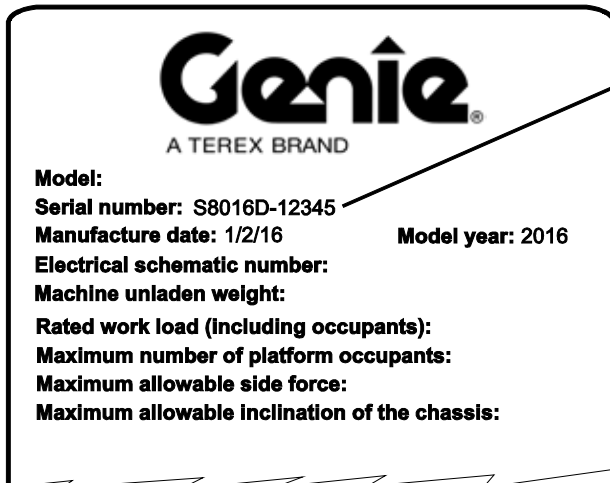 Genie®
A TEREX BRAND
Model:
Serial number: S8016D-12345
Manufacture date: 1/2/16 Model year: 2016
Electrical schematic number:
Machine unladen weight:
Rated work load (including occupants):
Maximum number of platform occupants:
Maximum allowable side force:
Maximum allowable inclination of the chassis: